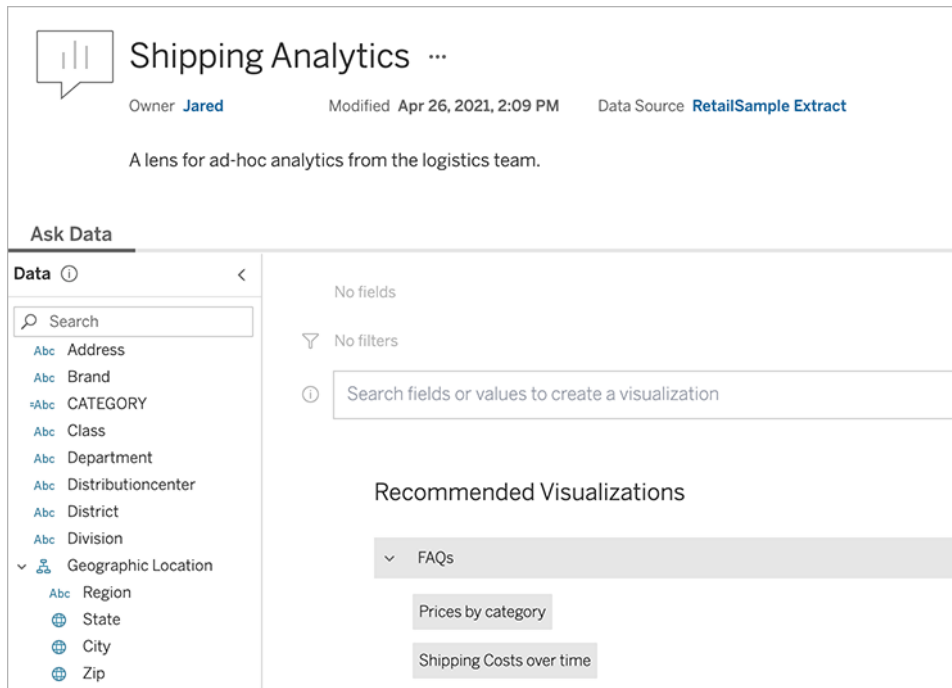 Shipping Analytics ...
Owner Jared Modified Apr 26, 2021, 2:09 PM Data Source RetailSample Extract
A lens for ad-hoc analytics from the logistics team.
Ask Data
Data
Search
Abc Address
Abc Brand
=Abc CATEGORY
Abc Class
Abc Department
Abc Distributioncenter
Abc District
Abc Division
Geographic Location
Abc Region
State
City
Zip
No fields
No filters
Search fields or values to create a visualization
Recommended Visualizations
FAQs
Prices by category
Shipping Costs over time